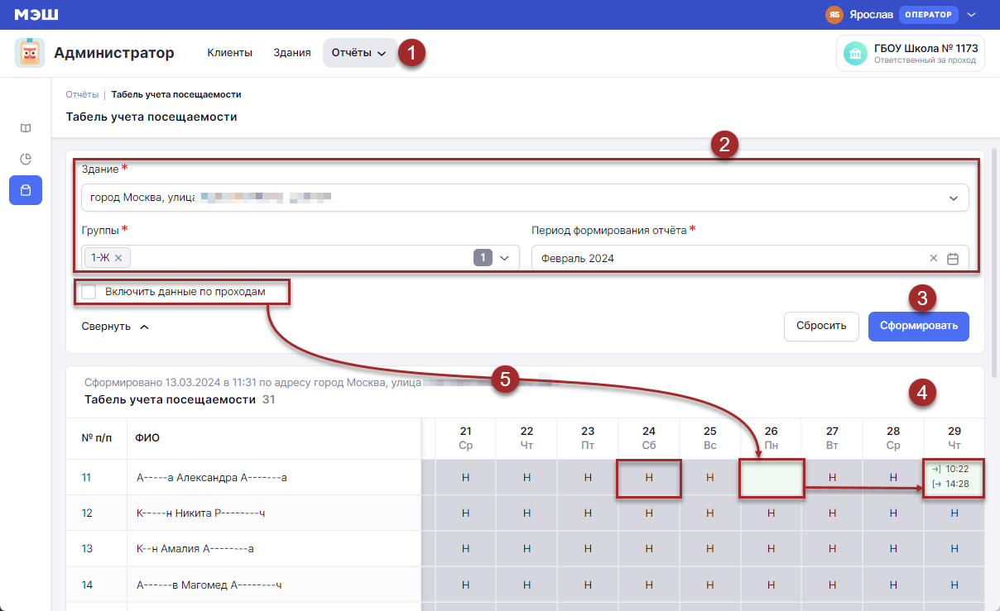 МЭШ
ЯБ Ярослав ОПЕРАТОР
Администратор Клиенты Здания Отчёты 1
ГБОУ Школа № 1173
Ответственный за проход
Отчёты | Табель учета посещаемости
Табель учета посещаемости
2
Здание *
город Москва, улица
Группы * Период формирования отчёта *
1-Ж 1 Февраль 2024
Включить данные по проходам
3
Свернуть Сбросить Сформировать
Сформировано 13.03.2024 в 11:31 по адресу город Москва, улица
5
4
Табель учета посещаемости 31
№ п/п ФИО 21 22 23 24 25 26 27 28 29
Ср Чт Пт Сб Вс Пн Вт Ср Чт
11 А-----а Александра А-------а Н Н Н Н Н Н Н 10:22
14:28
12 К-----н Никита Р--------ч Н Н Н Н Н Н Н Н Н
13 К--н Амалия А--------а Н Н Н Н Н Н Н Н Н
14 А------в Магомед А--------ч Н Н Н Н Н Н Н Н Н